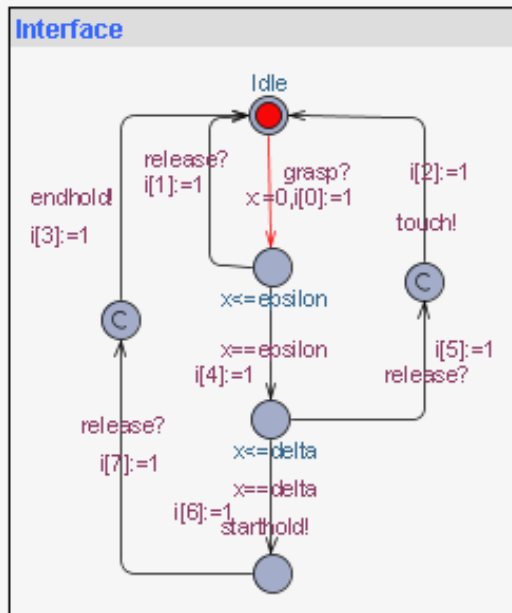 Interface
Idle
release?
i[1]:=1
grasp?
x:=0,i[0]:=1
i[2]:=1
endhold!
i[3]:=1
touch!
x<=epsilon
C
C
x==epsilon
i[4]:=1
i[5]:=1
release?
x<=delta
release?
i[7]:=1
x==delta
i[6]:=1
starthold!